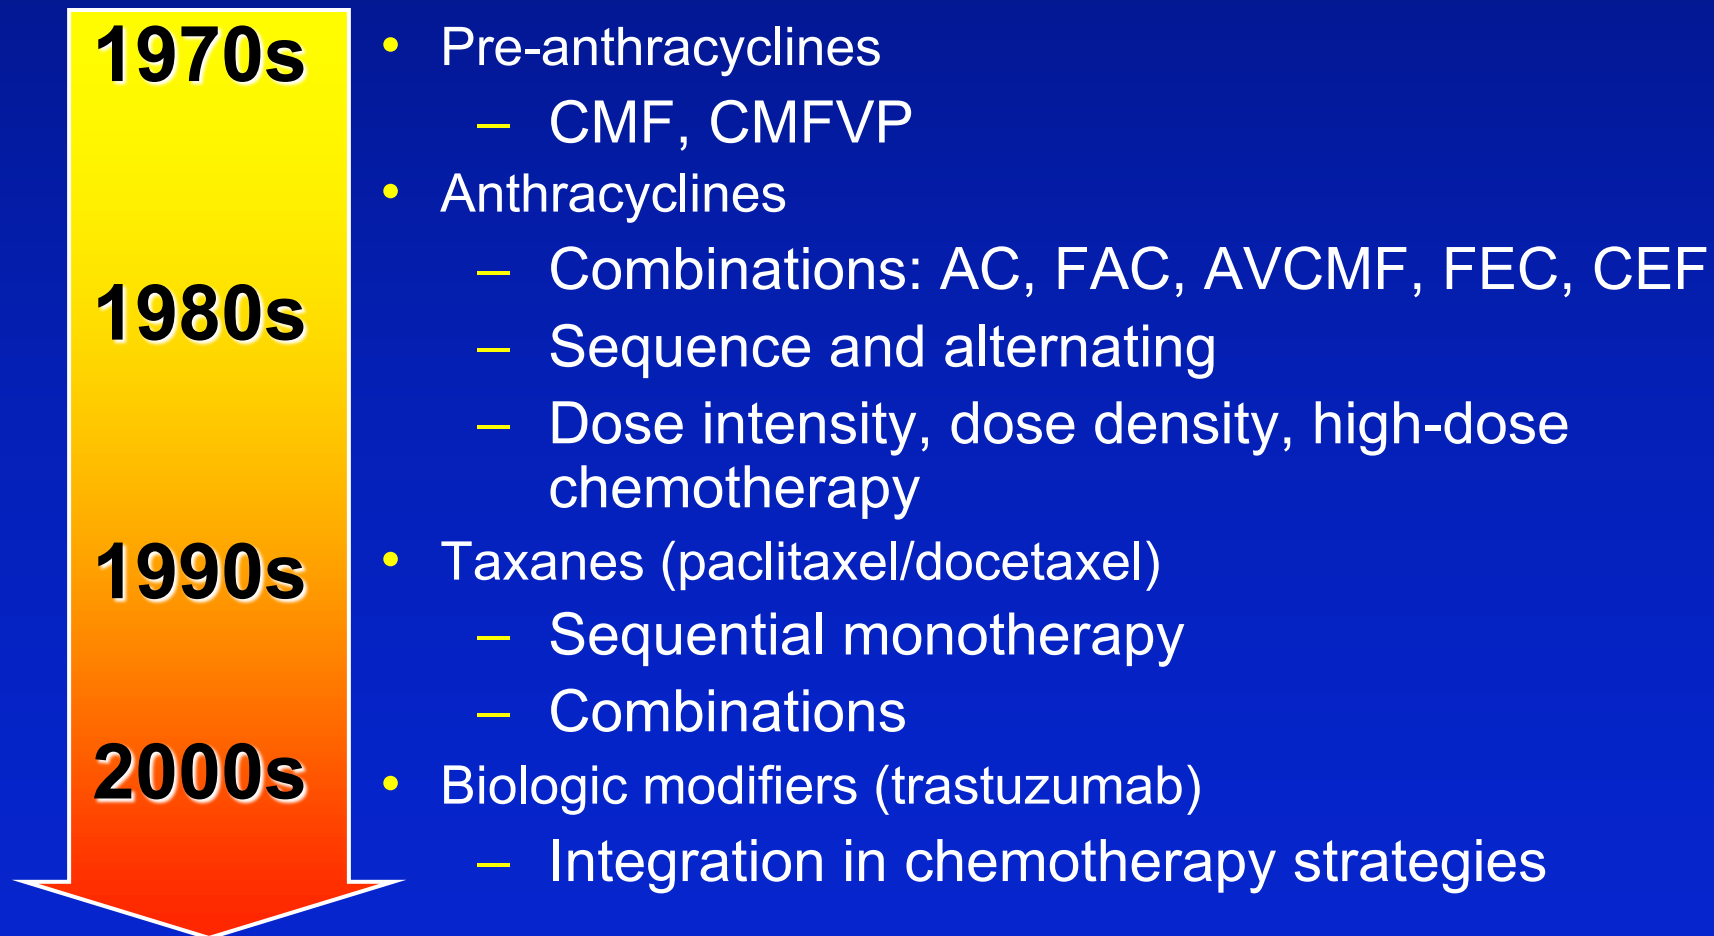 1970s
• Pre-anthracyclines
– CMF, CMFVP
• Anthracyclines
– Combinations: AC, FAC, AVCMF, FEC, CEF
1980s
– Sequence and alternating
– Dose intensity, dose density, high-dose
chemotherapy
1990s
• Taxanes (paclitaxel/docetaxel)
– Sequential monotherapy
– Combinations
2000s
• Biologic modifiers (trastuzumab)
– Integration in chemotherapy strategies